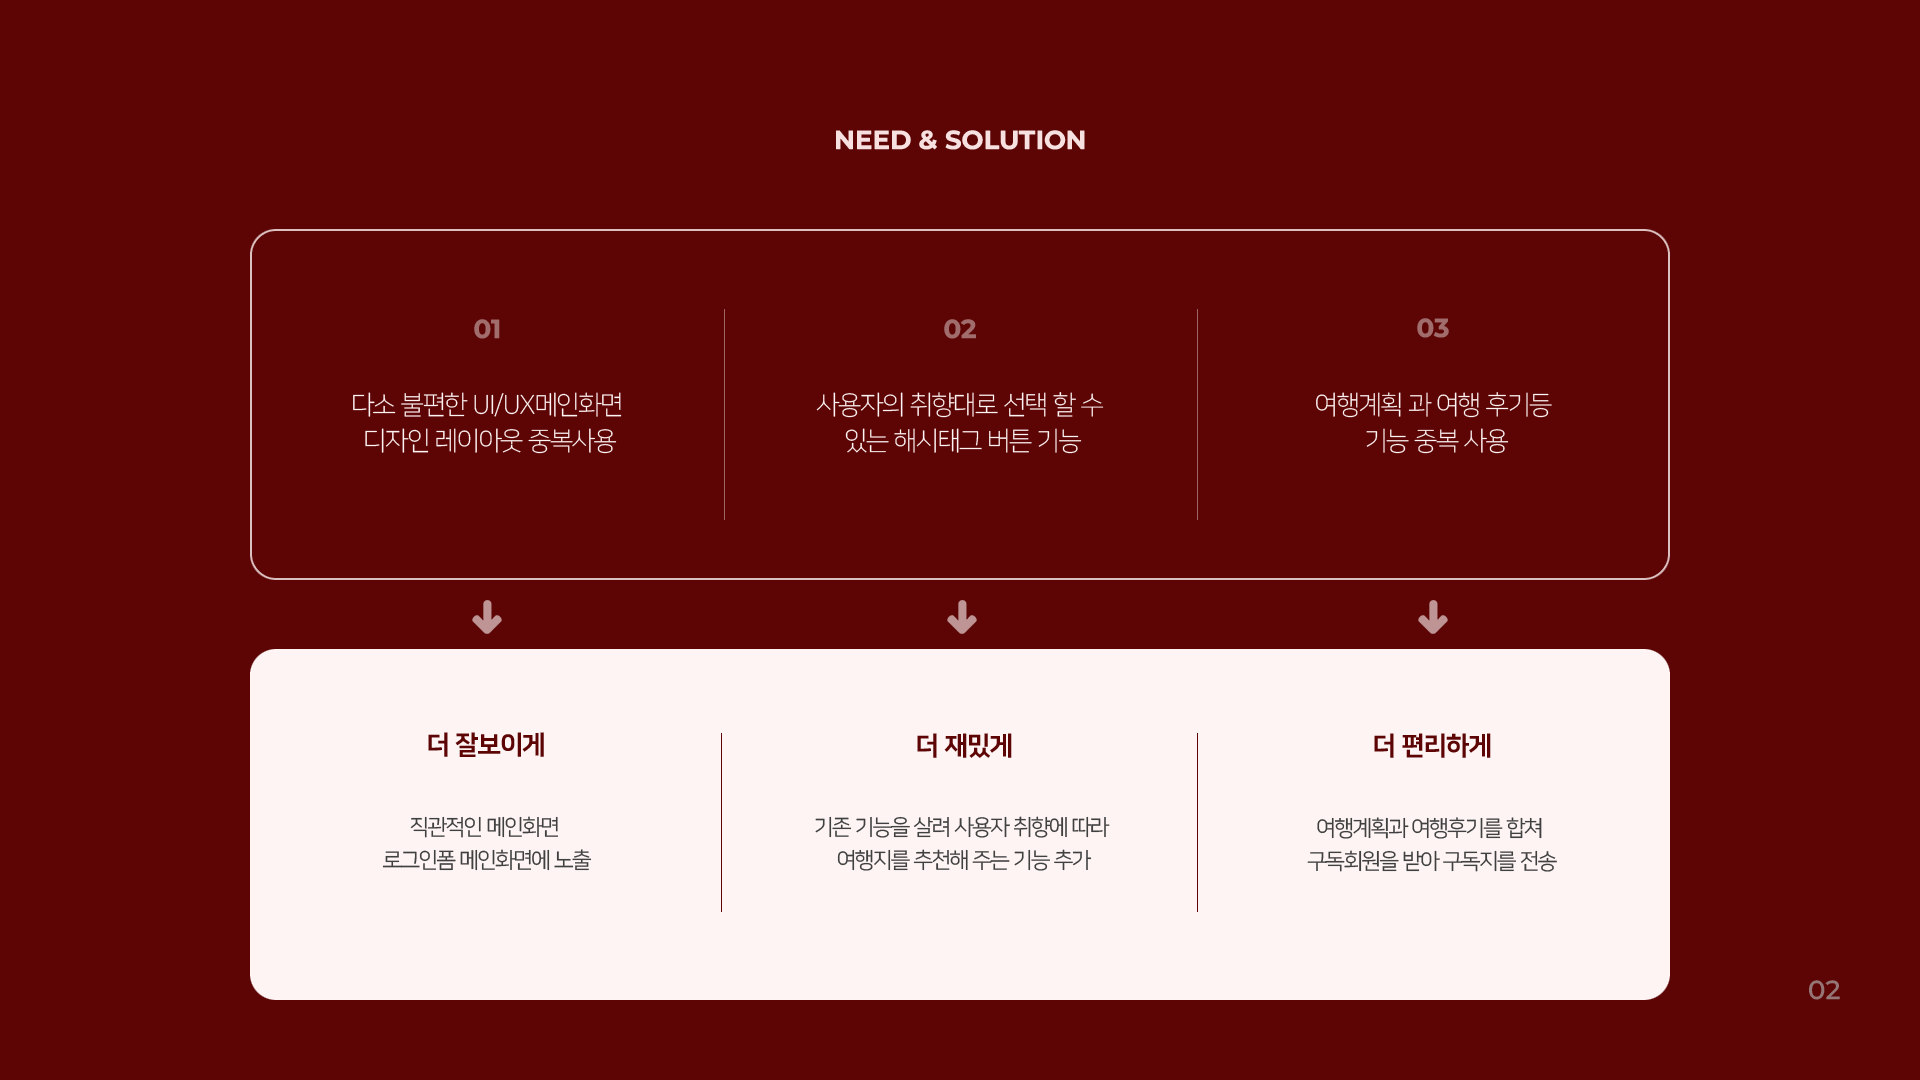 NEED & SOLUTION
01
다소 불편한 UI/UX메인화면
디자인 레이아웃 중복사용
02
사용자의 취향대로 선택 할 수
있는 해시태그 버튼 기능
03
여행계획 과 여행 후기등
기능 중복 사용
더 잘보이게
직관적인 메인화면
로그인폼 메인화면에 노출
더 재밌게
기존 기능을 살려 사용자 취향에 따라
여행지를 추천해 주는 기능 추가
더 편리하게
여행계획과 여행후기를 합쳐
구독회원을 받아 구독지를 전송
02